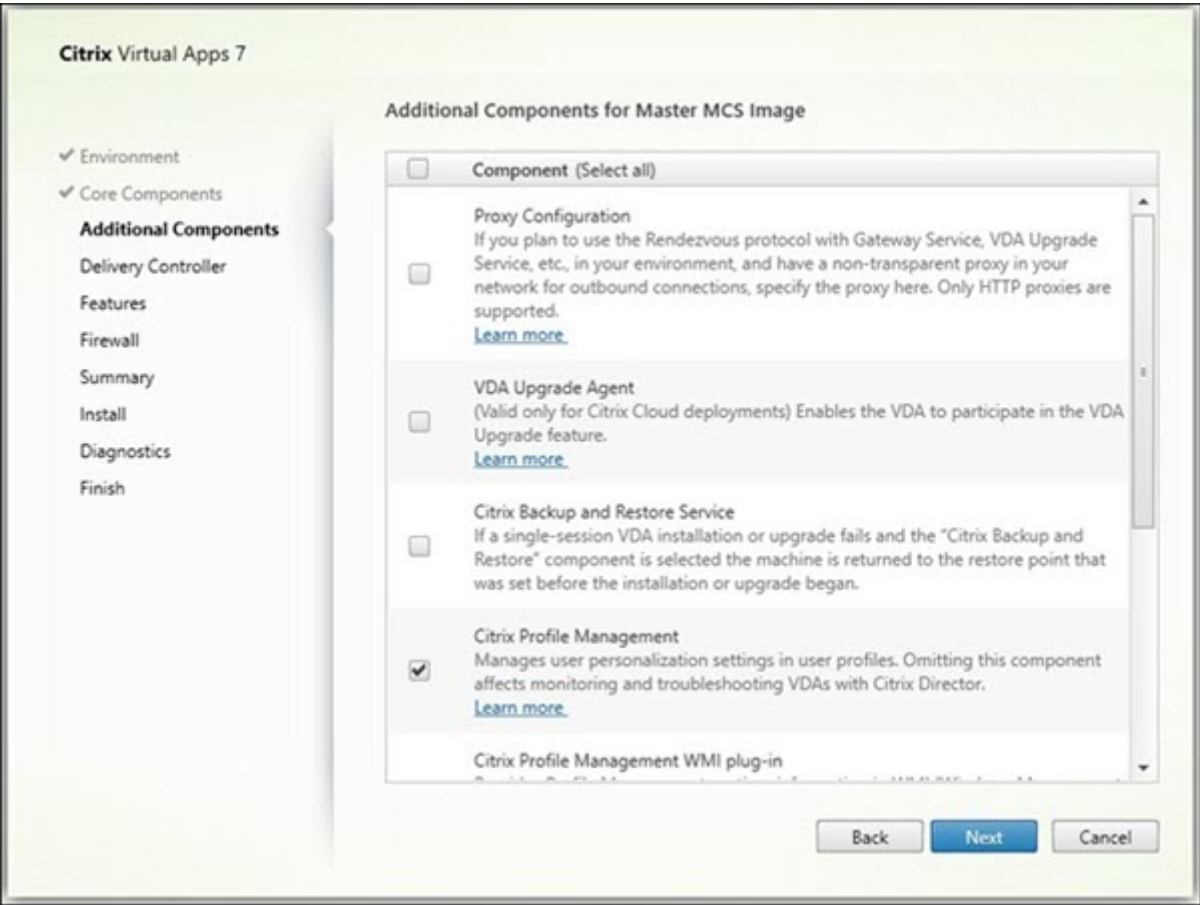 Citrix Virtual Apps 7
Additional Components for Master MCS Image
Environment
Core Components
Additional Components
Delivery Controller
Features
Firewall
Summary
Install
Diagnostics
Finish
Component (Select all)
Proxy Configuration
If you plan to use the Rendezvous protocol with Gateway Service, VDA Upgrade
Service, etc., in your environment, and have a non-transparent proxy in your
network for outbound connections, specify the proxy here. Only HTTP proxies are
supported.
Learn more
VDA Upgrade Agent
(Valid only for Citrix Cloud deployments) Enables the VDA to participate in the VDA
Upgrade feature.
Learn more
Citrix Backup and Restore Service
If a single-session VDA installation or upgrade fails and the "Citrix Backup and
Restore" component is selected the machine is returned to the restore point that
was set before the installation or upgrade began.
Citrix Profile Management
Manages user personalization settings in user profiles. Omitting this component
affects monitoring and troubleshooting VDAs with Citrix Director.
Learn more
Citrix Profile Management WMI plug-in
Back
Next
Cancel